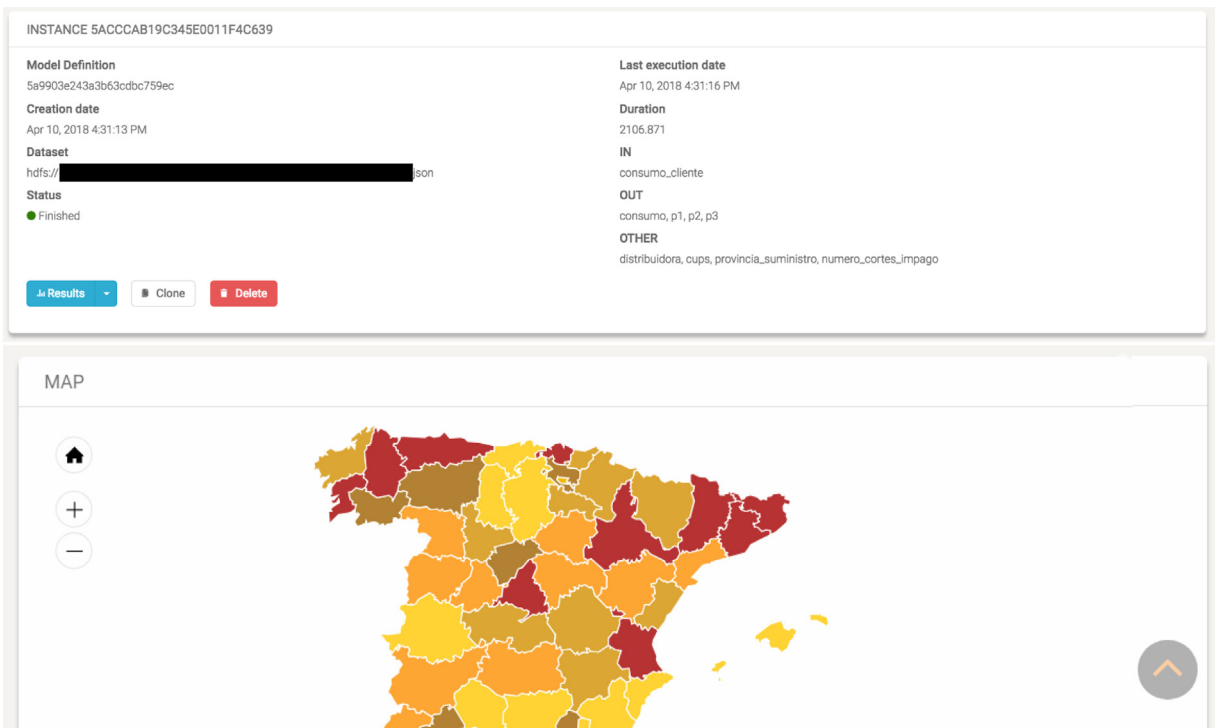 INSTANCE 5ACCCAB19C345E0011F4C639
Model Definition
5a9903e243a3b63cdbc759ec
Creation date
Apr 10, 2018 4:31:13 PM
Dataset
hdfs:// json
Status
Finished
Last execution date
Apr 10, 2018 4:31:16 PM
Duration
2106.871
IN
consumo_cliente
OUT
consumo, p1, p2, p3
OTHER
distribuidora, cups, provincia_suministro, numero_cortes_impago
Results Clone Delete
MAP